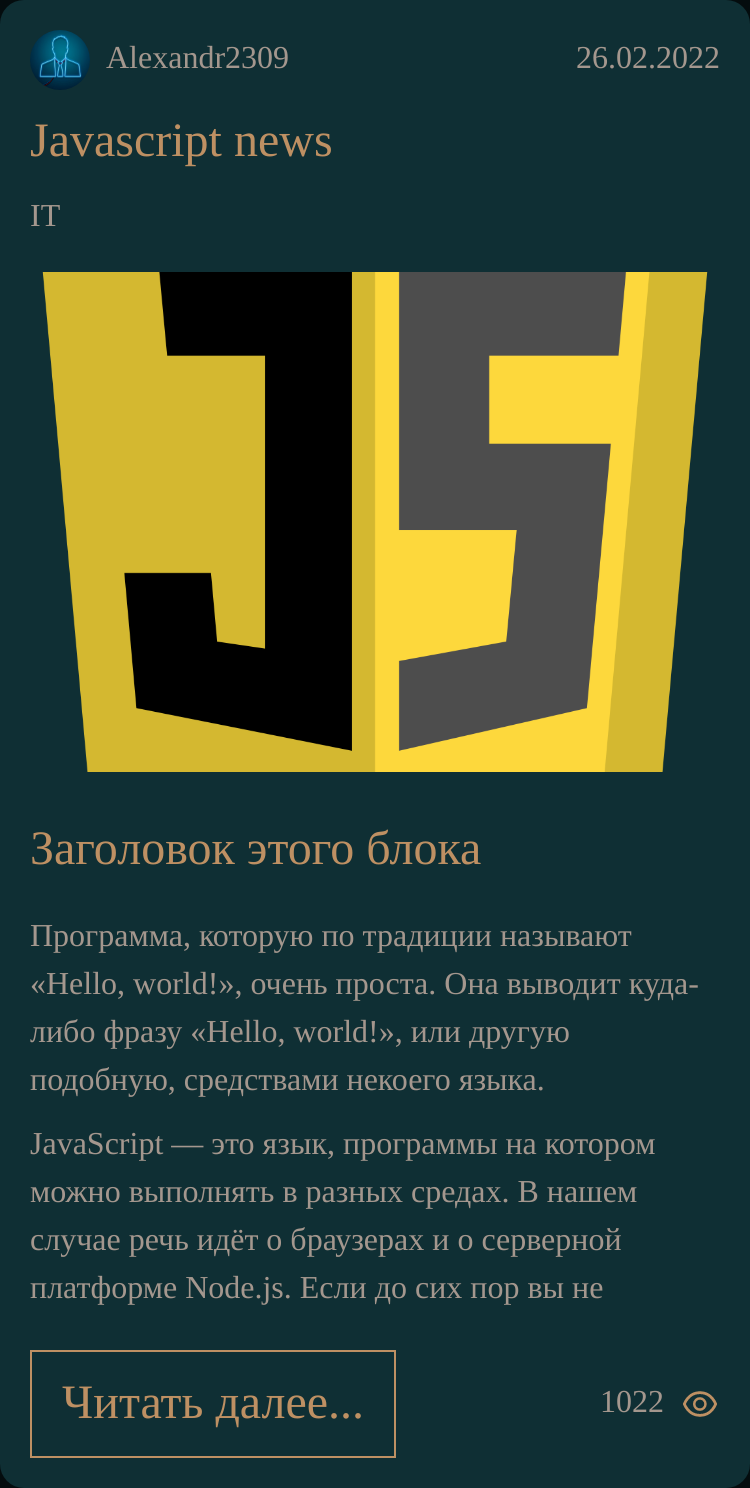 Alexandr2309
26.02.2022
Javascript news
IT
JS
Заголовок этого блока
Программа, которую по традиции называют
«Hello, world!», очень проста. Она выводит куда-
либо фразу «Hello, world!», или другую
подобную, средствами некоего языка.
JavaScript — это язык, программы на котором
можно выполнять в разных средах. В нашем
случае речь идёт о браузерах и о серверной
платформе Node.js. Если до сих пор вы не
Читать далее...
1022